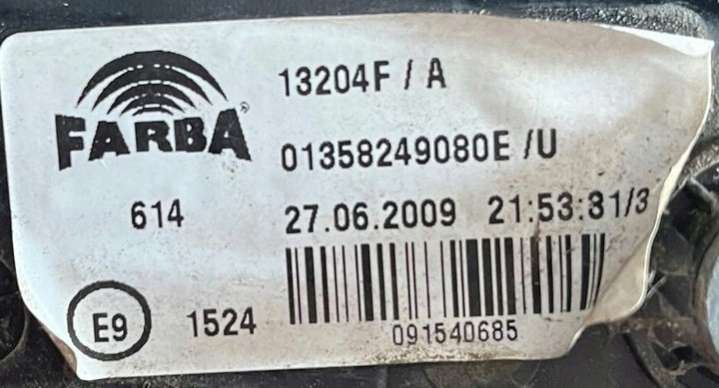 FARBA®
13204F / A
01358249080E /U
614
27.06.2009 21:53:31/3
E9
1524
091540685